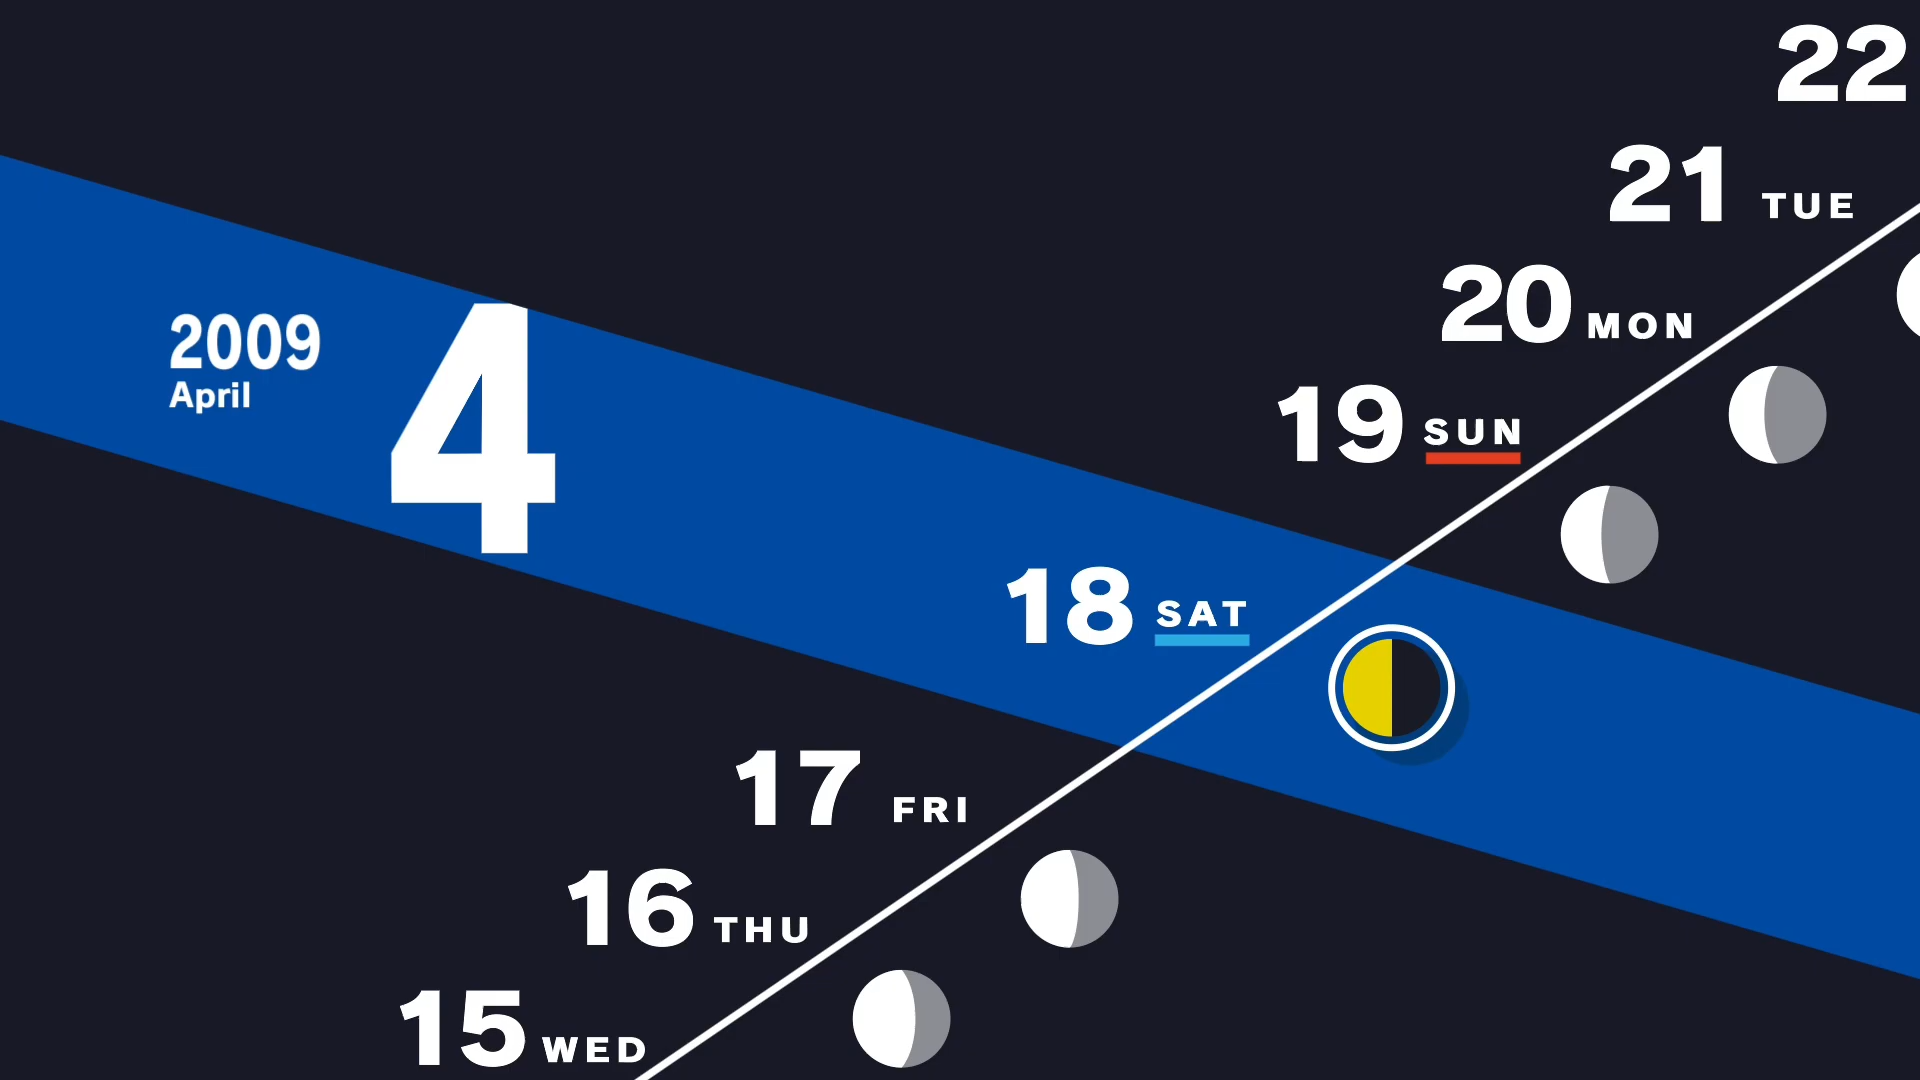 2009
April
4
22
21 TUE
20 MON
19 SUN
18 SAT
17 FRI
16 THU
15 WED